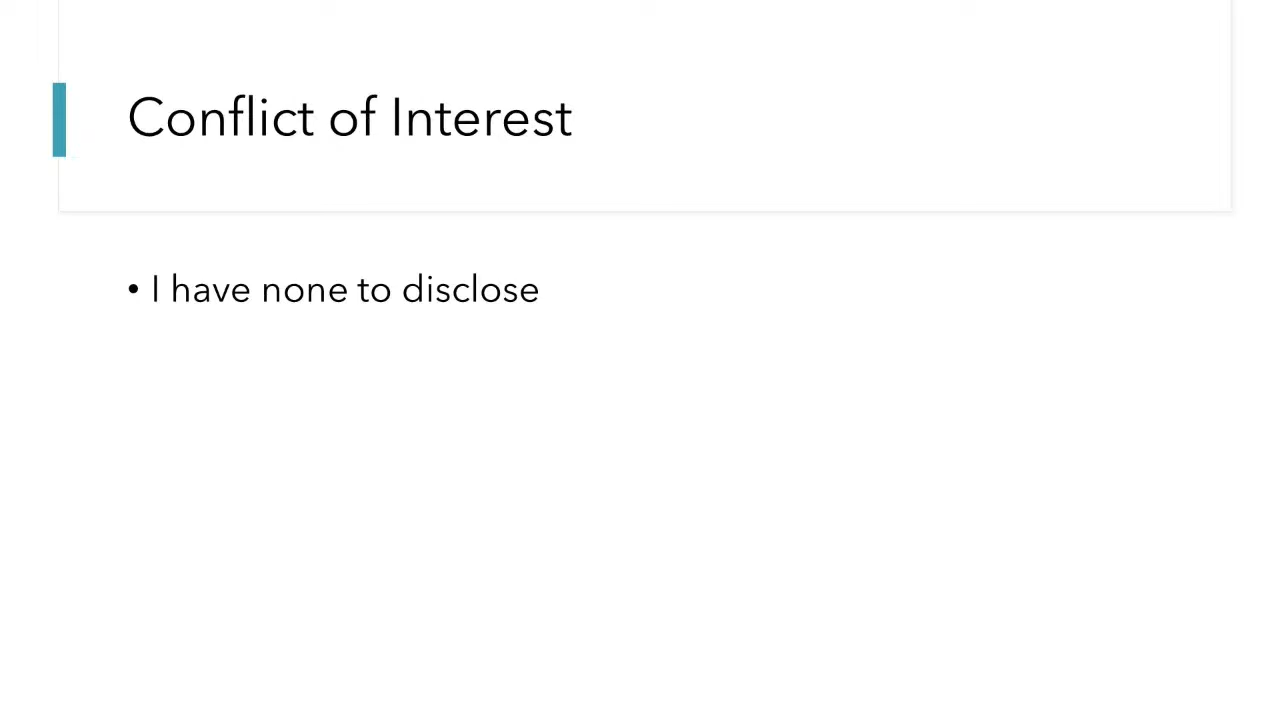 Conflict of Interest
• I have none to disclose